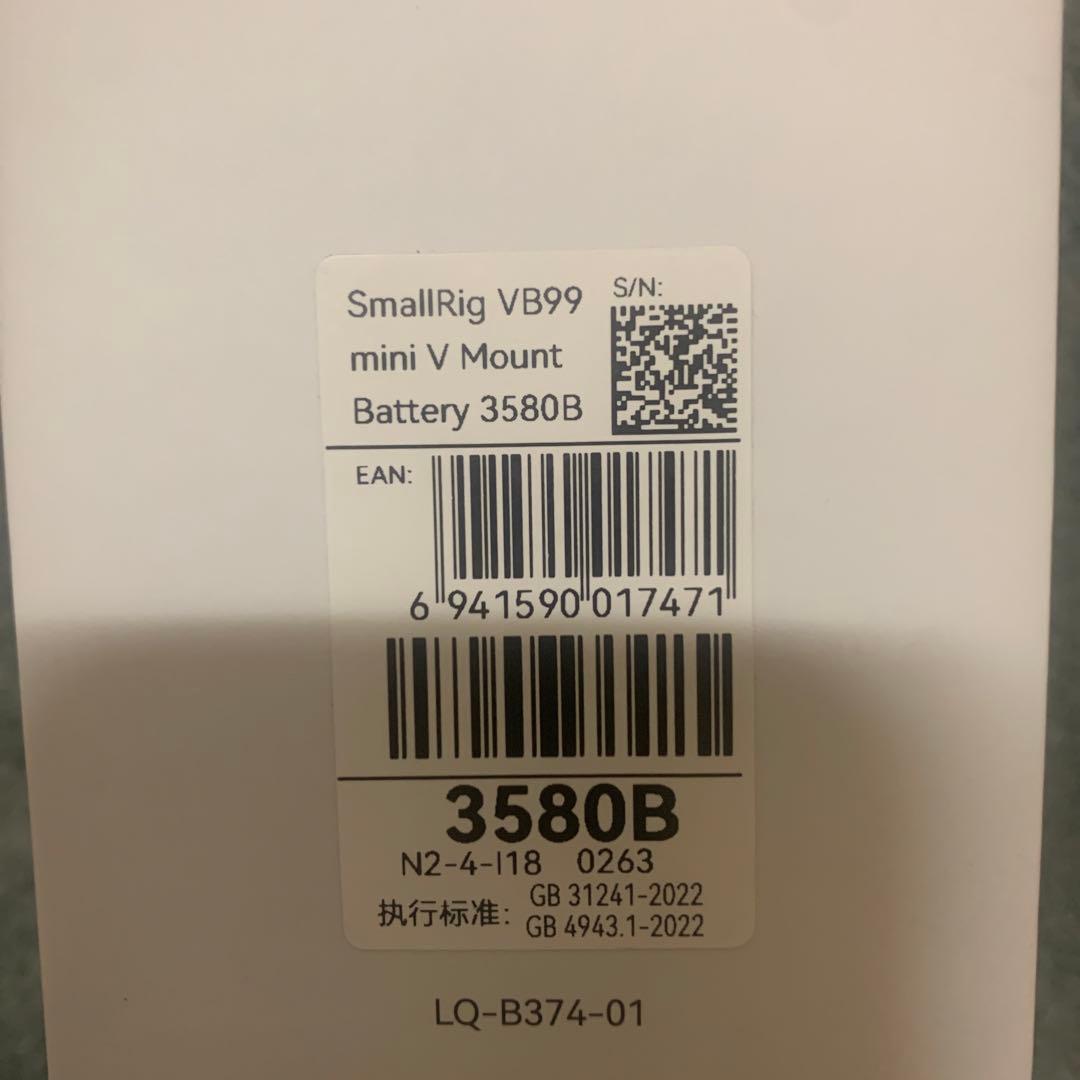 SmallRig VB99
mini V Mount
Battery 3580B
S/N:
EAN:
6 941590 017471
3580B
N2-4-I18 0263
执行标准: GB 31241-2022
GB 4943.1-2022
LQ-B374-01